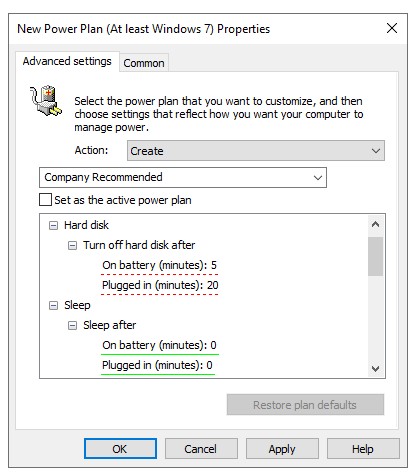 New Power Plan (At least Windows 7) Properties
Advanced settings
Common
Select the power plan that you want to customize, and then
choose settings that reflect how you want your computer to
manage power.
Action:
Create
Company Recommended
Set as the active power plan
Hard disk
Turn off hard disk after
On battery (minutes): 5
Plugged in (minutes): 20
Sleep
Sleep after
On battery (minutes): 0
Plugged in (minutes): 0
Restore plan defaults
OK
Cancel
Apply
Help